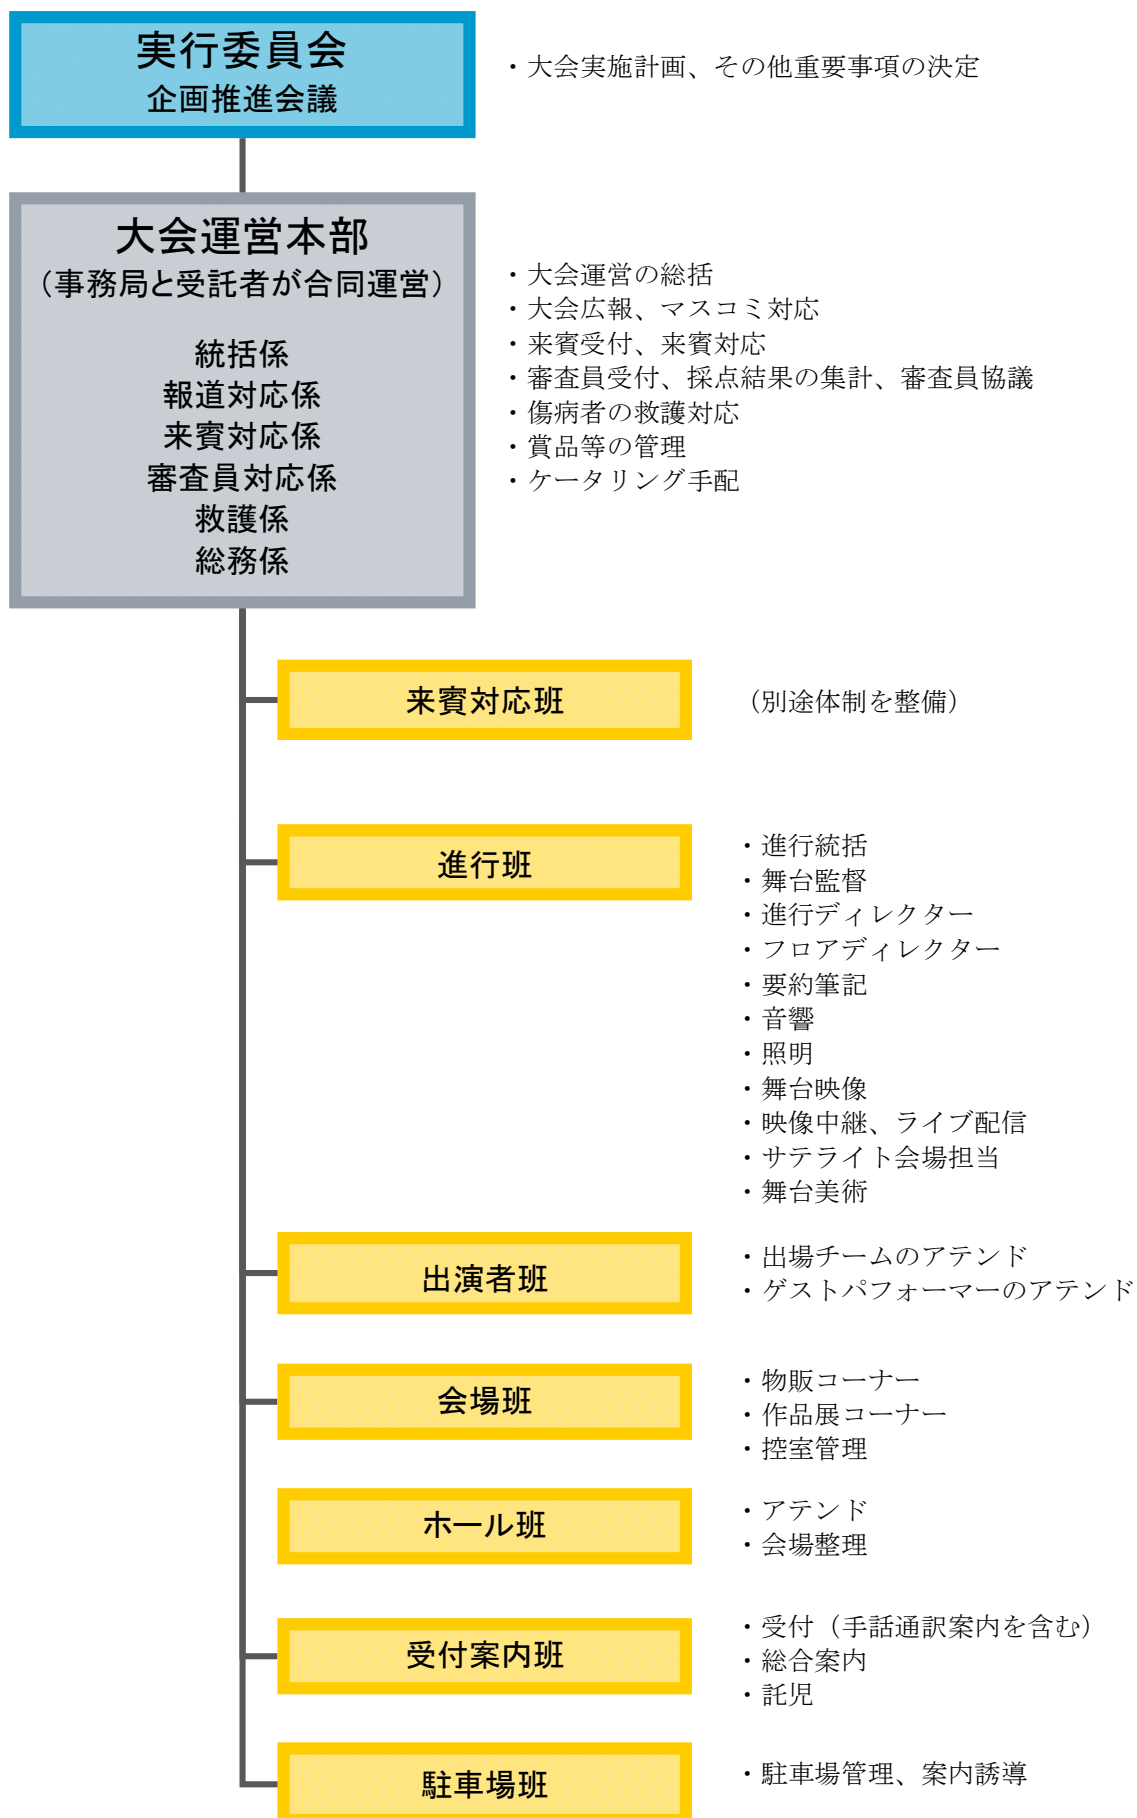 実行委員会
企画推進会議
・大会実施計画、その他重要事項の決定
大会運営本部
（事務局と受託者が合同運営）
統括係
報道対応係
来賓対応係
審査員対応係
救護係
総務係
・大会運営の総括
・大会広報、マスコミ対応
・来賓受付、来賓対応
・審査員受付、採点結果の集計、審査員協議
・傷病者の救護対応
・賞品等の管理
・ケータリング手配
来賓対応班
（別途体制を整備）
進行班
・進行統括
・舞台監督
・進行ディレクター
・フロアディレクター
・要約筆記
・音響
・照明
・舞台映像
・映像中継、ライブ配信
・サテライト会場担当
・舞台美術
出演者班
・出場チームのアテンド
・ゲストパフォーマーのアテンド
会場班
・物販コーナー
・作品展コーナー
・控室管理
ホール班
・アテンド
・会場整理
受付案内班
・受付（手話通訳案内を含む）
・総合案内
・託児
駐車場班
・駐車場管理、案内誘導